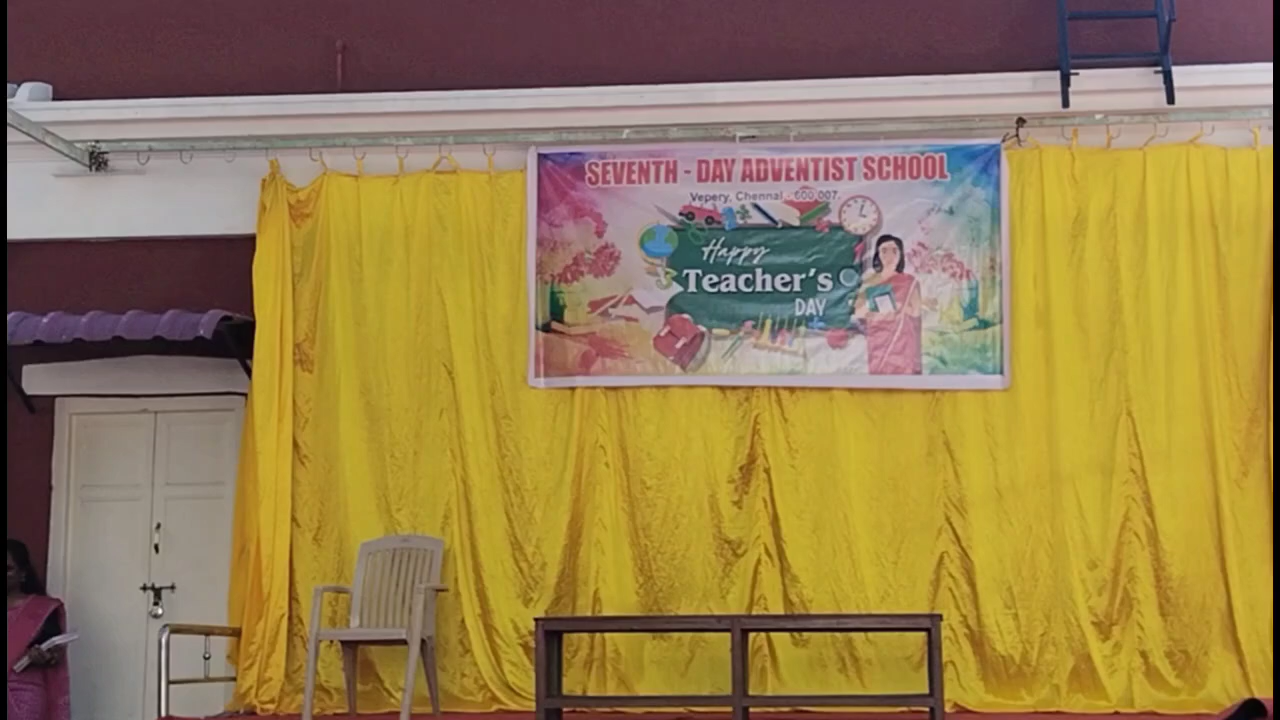 SEVENTH - DAY ADVENTIST SCHOOL
Vepery, Chennai - 600 007.
Happy
Teacher's
DAY